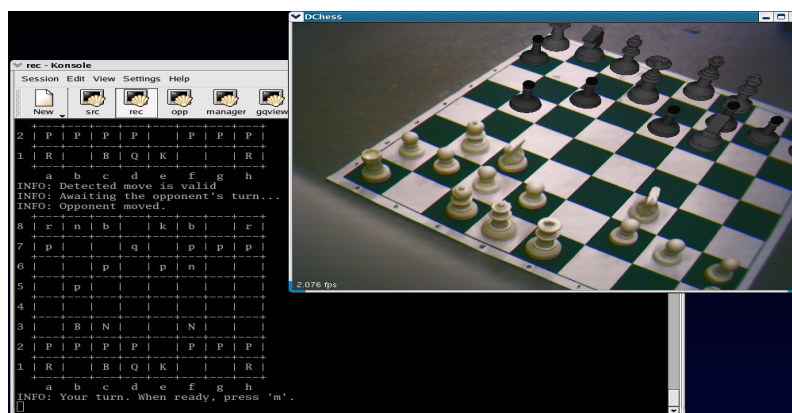 DChess
rec - Konsole
Session Edit View Settings Help
New src rec opp manager gqview
+---+---+---+---+---+---+---+---+
2 | P | P | P | P |   | P | P | P |
+---+---+---+---+---+---+---+---+
1 | R |   | B | Q | K |   |   | R |
+---+---+---+---+---+---+---+---+
a b c d e f g h
INFO: Detected move is valid
INFO: Awaiting the opponent's turn...
INFO: Opponent moved.
+---+---+---+---+---+---+---+---+
8 | r | n | b |   | k | b |   | r |
+---+---+---+---+---+---+---+---+
7 | p |   |   | q |   | p | p | p |
+---+---+---+---+---+---+---+---+
6 |   |   | p |   | p | n |   |   |
+---+---+---+---+---+---+---+---+
5 |   | p |   |   |   |   |   |   |
+---+---+---+---+---+---+---+---+
4 |   |   |   |   |   |   |   |   |
+---+---+---+---+---+---+---+---+
3 |   | B | N |   |   | N |   |   |
+---+---+---+---+---+---+---+---+
2 | P | P | P | P |   | P | P | P |
+---+---+---+---+---+---+---+---+
1 | R |   | B | Q | K |   |   | R |
+---+---+---+---+---+---+---+---+
a b c d e f g h
INFO: Your turn. When ready, press 'm'.
2.076 fps